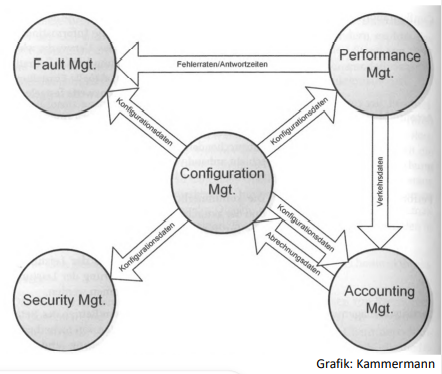 Fault Mgt.
Fehlerraten/Antwortzeiten
Performance
Mgt.
Konfigurationsdaten
Konfigurationsdaten
Configuration
Mgt.
Verkehrsdaten
Konfigurationsdaten
Konfigurationsdaten
Abrechnungsdaten
Security Mgt.
Accounting
Mgt.
Grafik: Kammermann